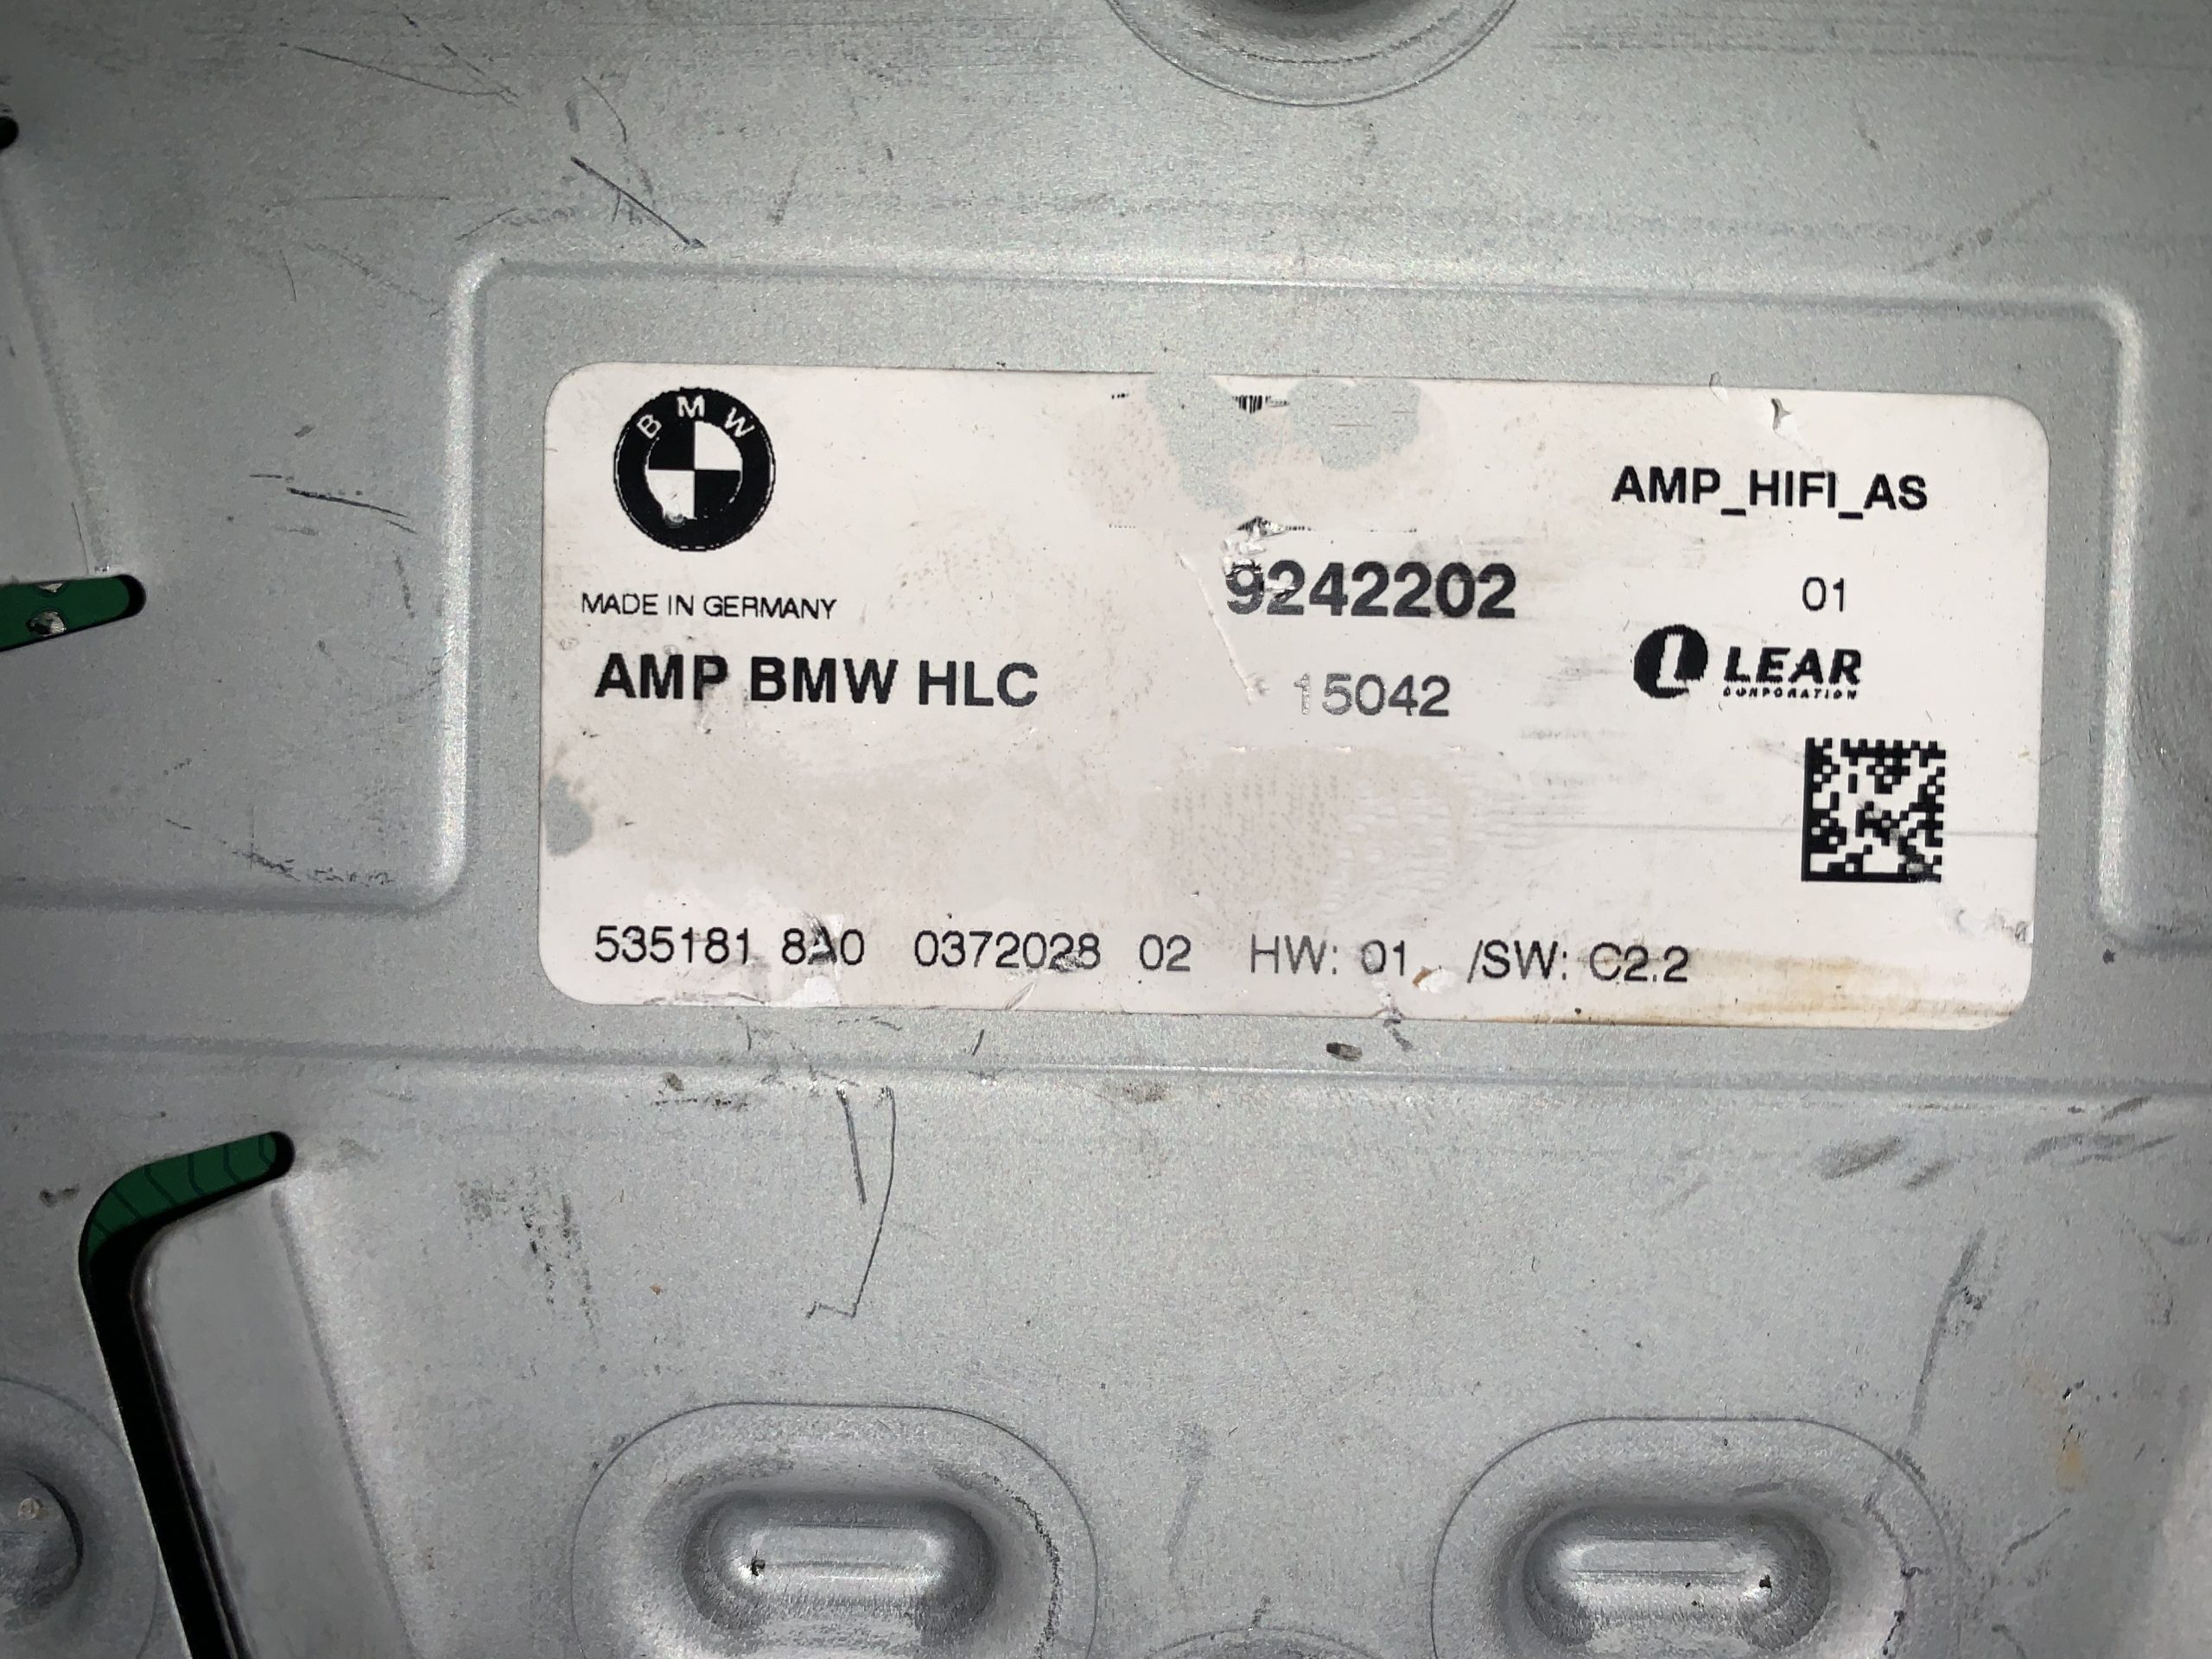 BMW
AMP_HIFI_AS
MADE IN GERMANY
9242202
01
AMP BMW HLC
15042
LEAR
CORPORATION
535181 8A0 0372028 02 HW: 01 /SW: C2.2